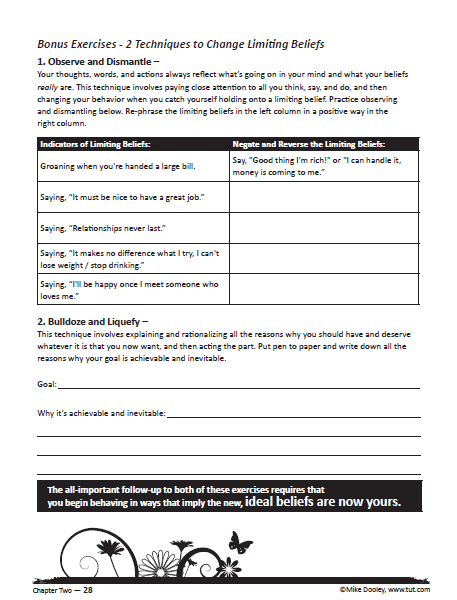 Bonus Exercises - 2 Techniques to Change Limiting Beliefs
1. Observe and Dismantle –
Your thoughts, words, and actions always reflect what's going on in your mind and what your beliefs
really are. This technique involves paying close attention to all you think, say, and do, and then
changing your behavior when you catch yourself holding onto a limiting belief. Practice observing
and dismantling below. Re-phrase the limiting beliefs in the left column in a positive way in the
right column.
Indicators of Limiting Beliefs:
Negate and Reverse the Limiting Beliefs:
Groaning when you're handed a large bill.
Say, "Good thing I'm rich!" or "I can handle it,
money is coming to me."
Saying, "It must be nice to have a great job."
Saying, "Relationships never last."
Saying, "It makes no difference what I try, I can't
lose weight / stop drinking."
Saying, "I'll be happy once I meet someone who
loves me."
2. Bulldoze and Liquefy –
This technique involves explaining and rationalizing all the reasons why you should have and deserve
whatever it is that you now want, and then acting the part. Put pen to paper and write down all the
reasons why your goal is achievable and inevitable.
Goal:
Why it's achievable and inevitable:
The all-important follow-up to both of these exercises requires that
you begin behaving in ways that imply the new, ideal beliefs are now yours.
Chapter Two — 28
©Mike Dooley, www.tut.com